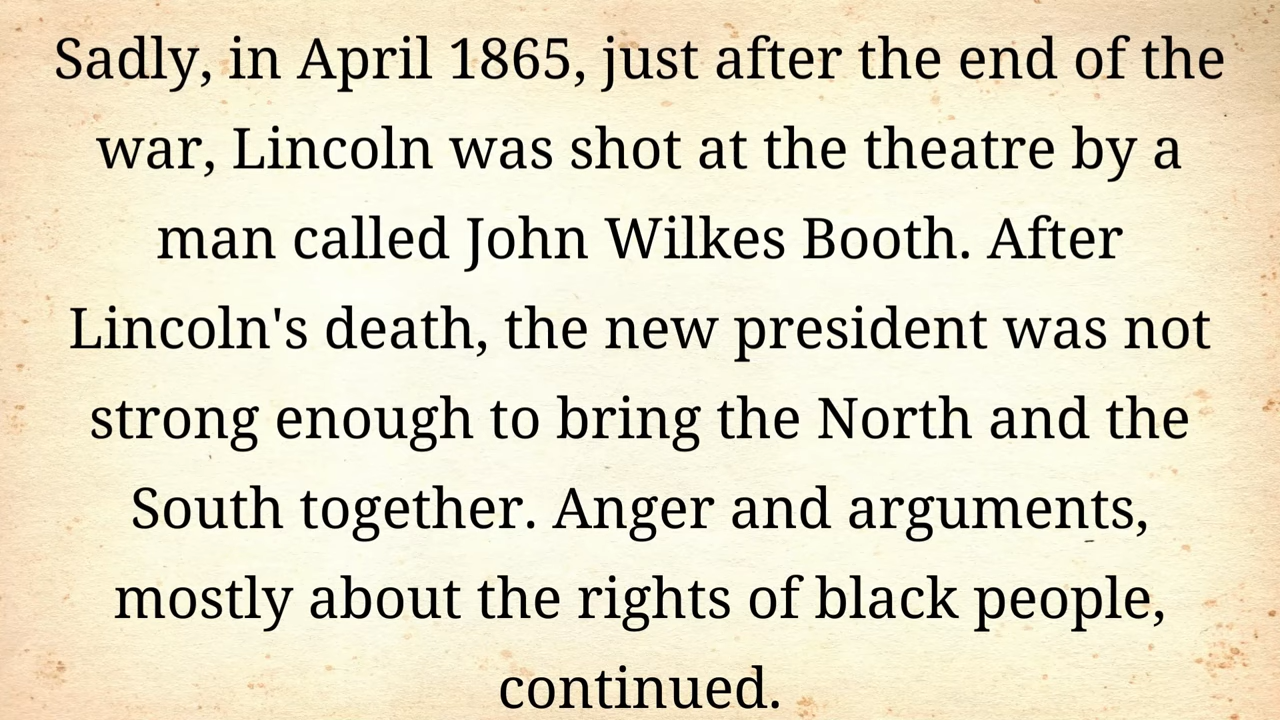 Sadly, in April 1865, just after the end of the
war, Lincoln was shot at the theatre by a
man called John Wilkes Booth. After
Lincoln's death, the new president was not
strong enough to bring the North and the
South together. Anger and arguments,
mostly about the rights of black people,
continued.